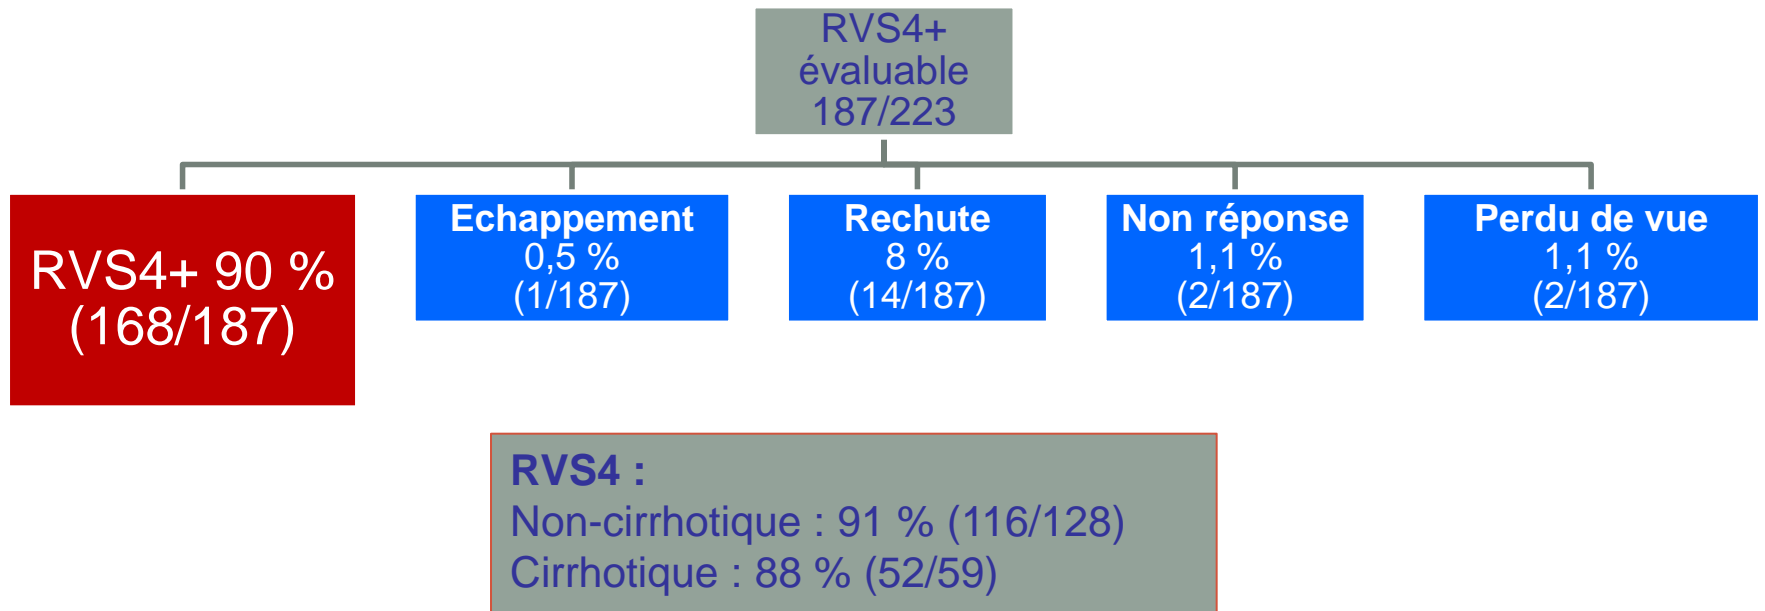 RVS4+
évaluable
187/223
RVS4+ 90 %
(168/187)
Echappement
0,5 %
(1/187)
Rechute
8 %
(14/187)
Non réponse
1,1 %
(2/187)
Perdu de vue
1,1 %
(2/187)
RVS4 :
Non-cirrhotique : 91 % (116/128)
Cirrhotique : 88 % (52/59)